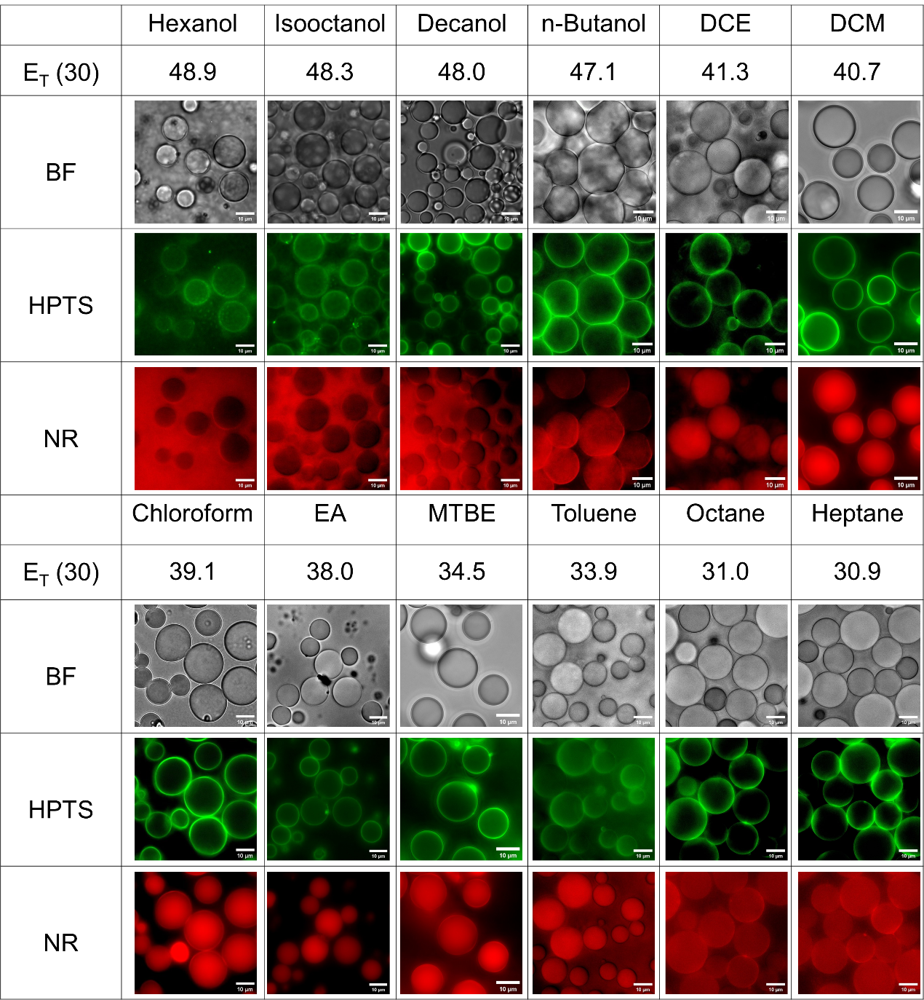 Hexanol Isooctanol Decanol n-Butanol DCE DCM
E_T (30) 48.9 48.3 48.0 47.1 41.3 40.7
BF
10 µm 10 µm 10 µm 10 µm 10 µm 10 µm
HPTS
10 µm 10 µm 10 µm 10 µm 10 µm 10 µm
NR
10 µm 10 µm 10 µm 10 µm 10 µm 10 µm
Chloroform EA MTBE Toluene Octane Heptane
E_T (30) 39.1 38.0 34.5 33.9 31.0 30.9
BF
10 µm 10 µm 10 µm 10 µm 10 µm 10 µm
HPTS
10 µm 10 µm 10 µm 10 µm 10 µm 10 µm
NR
10 µm 10 µm 10 µm 10 µm 10 µm 10 µm